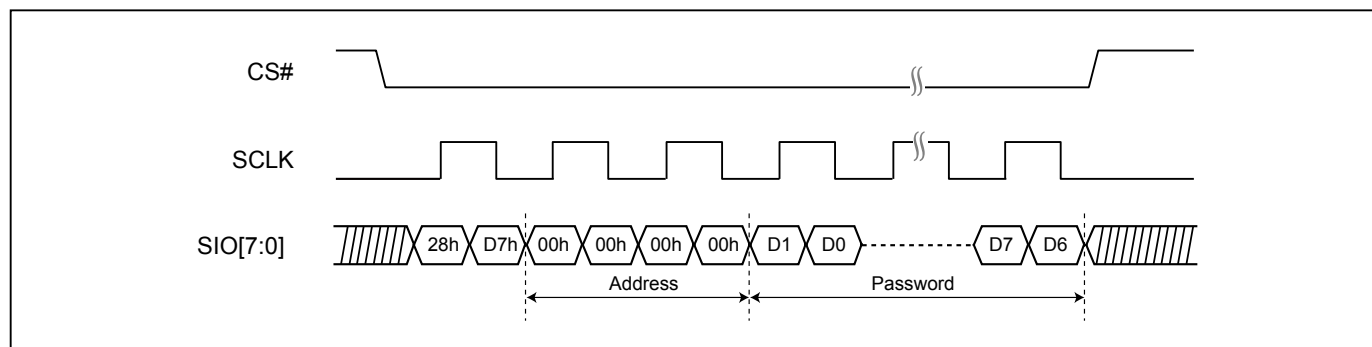 CS#
SCLK
SIO[7:0] 28h D7h 00h 00h 00h 00h D1 D0 D7 D6
Address Password